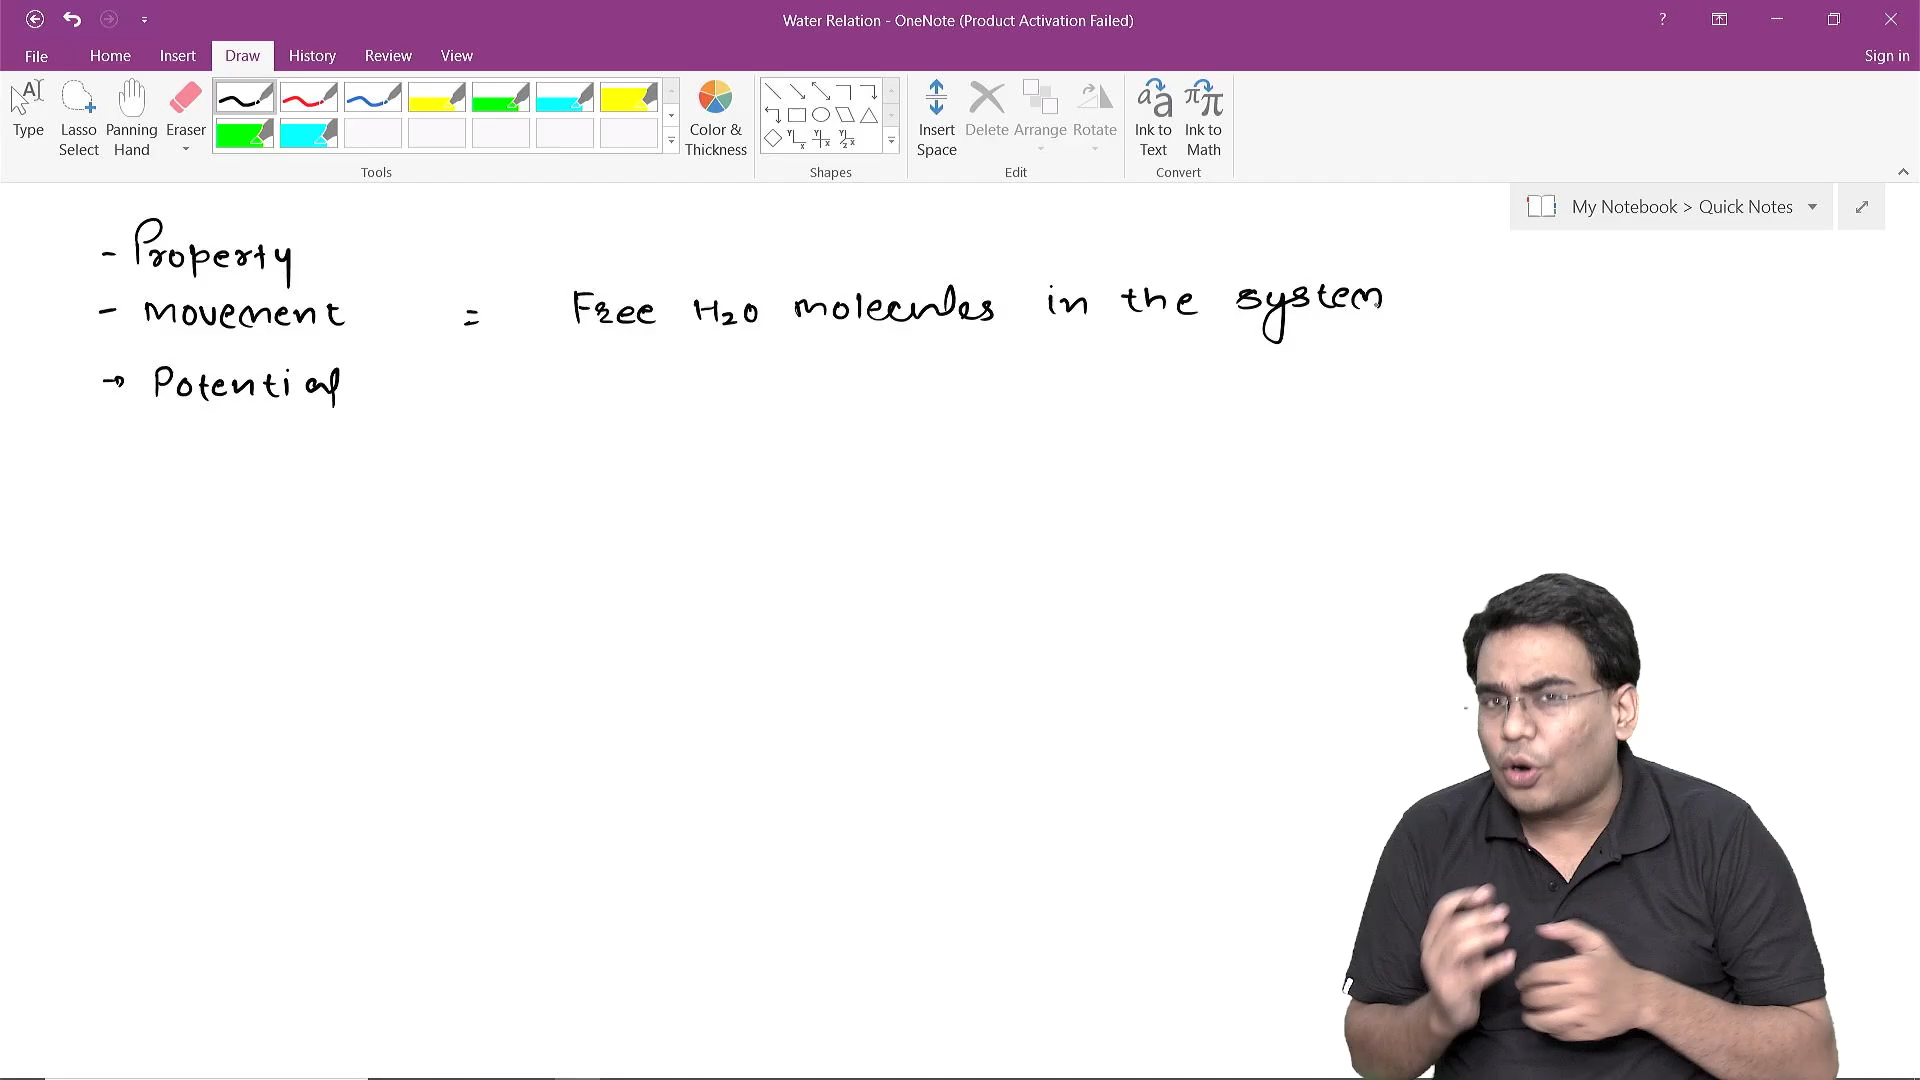 Water Relation - OneNote (Product Activation Failed)
?
File Home Insert Draw History Review View
Sign in
Type
Lasso Select
Panning Hand
Eraser
Color & Thickness
Insert Space
Delete
Arrange
Rotate
Ink to Text
Ink to Math
Tools
Shapes
Edit
Convert
My Notebook > Quick Notes
- Property
- Movement = Free H₂O molecules in the system
→ Potential